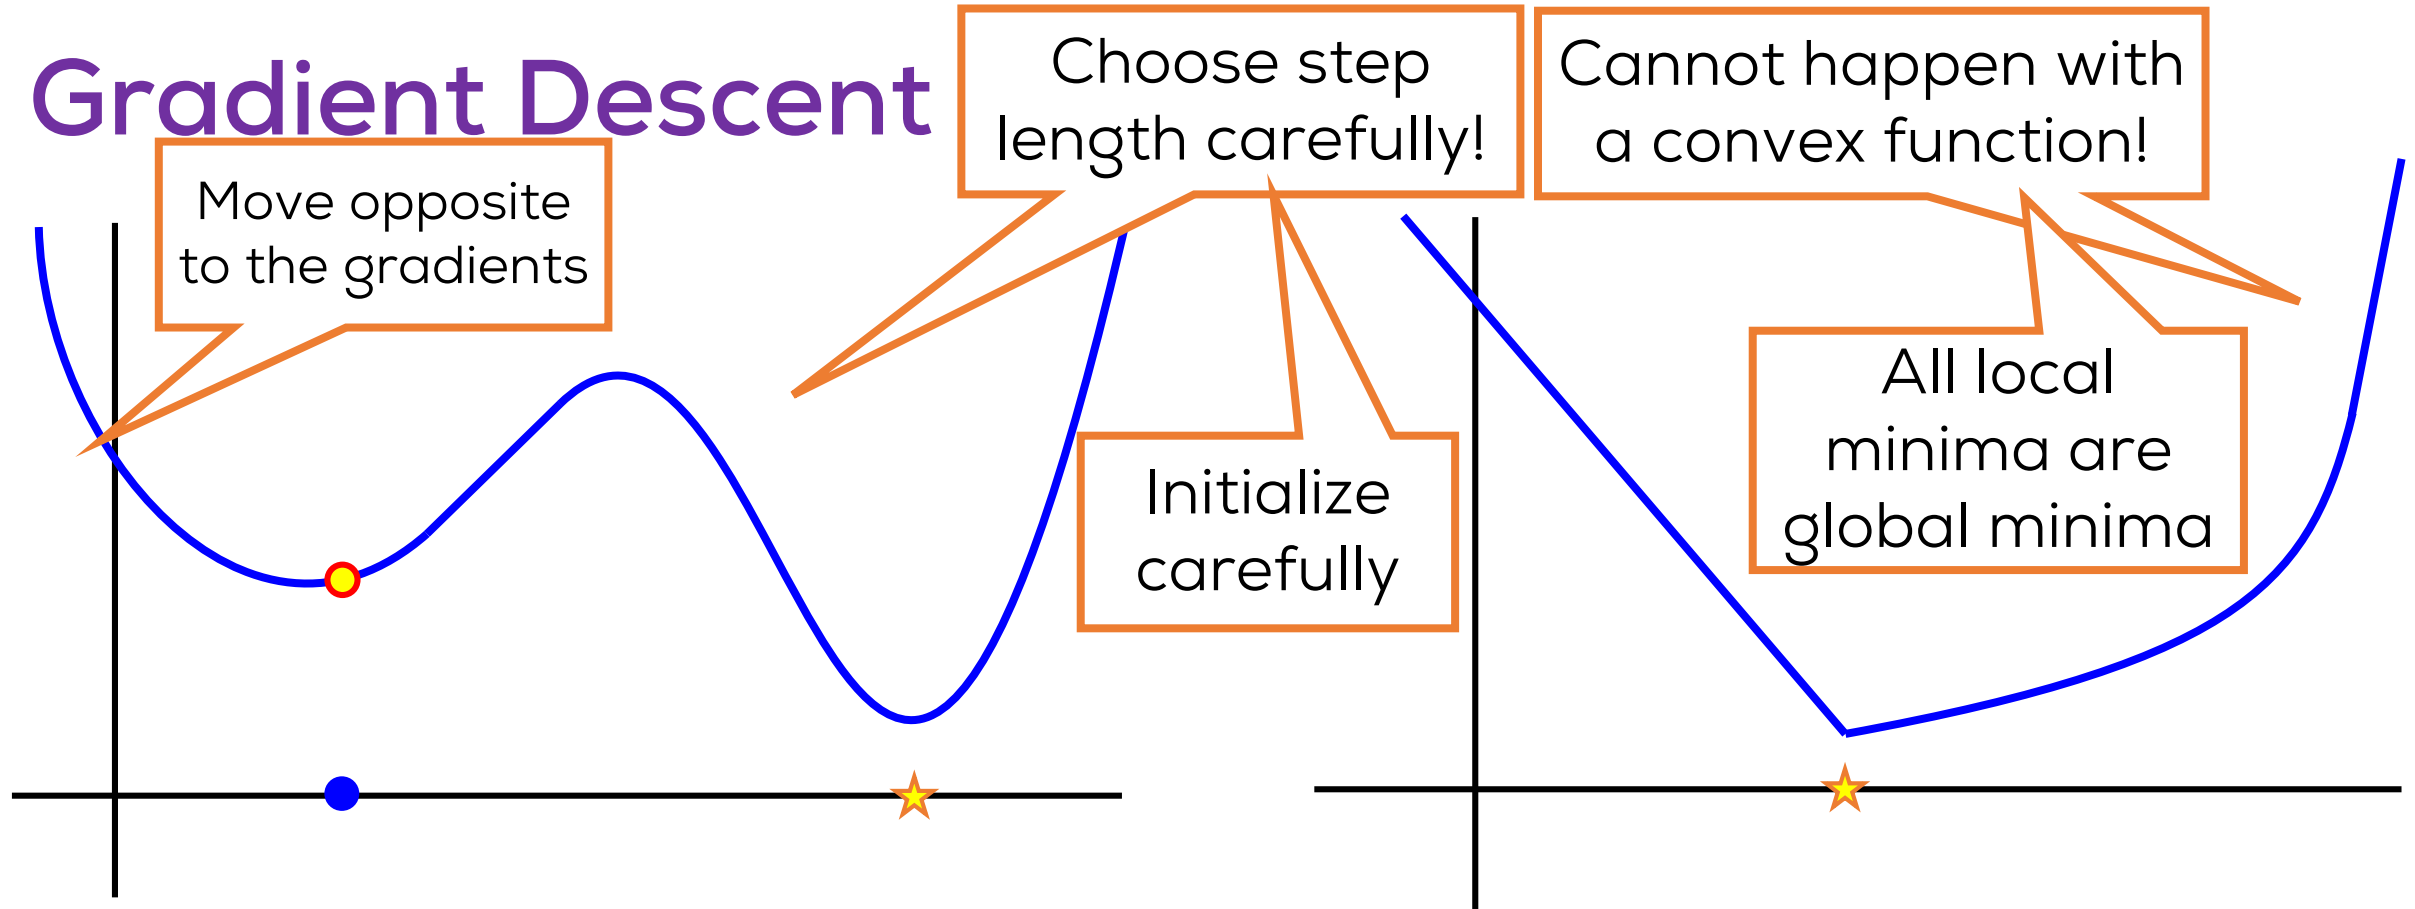 Gradient Descent
Move opposite
to the gradients
Choose step
length carefully!
Cannot happen with
a convex function!
Initialize
carefully
All local
minima are
global minima